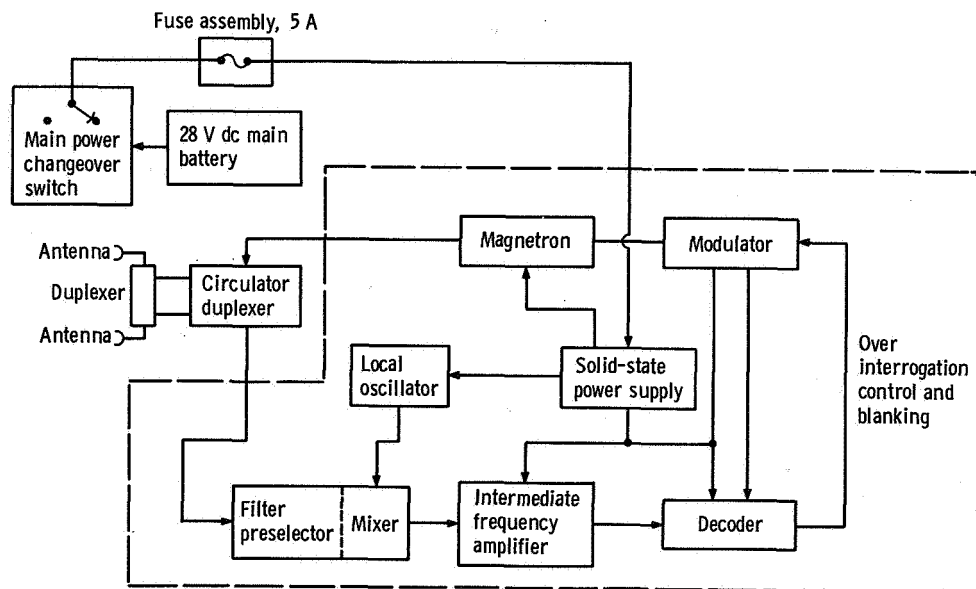 Fuse assembly, 5 A
Main power
changeover
switch
28 V dc main
battery
Antenna
Duplexer
Antenna
Circulator
duplexer
Magnetron
Modulator
Local
oscillator
Solid-state
power supply
Over
interrogation
control and
blanking
Filter
preselector
Mixer
Intermediate
frequency
amplifier
Decoder